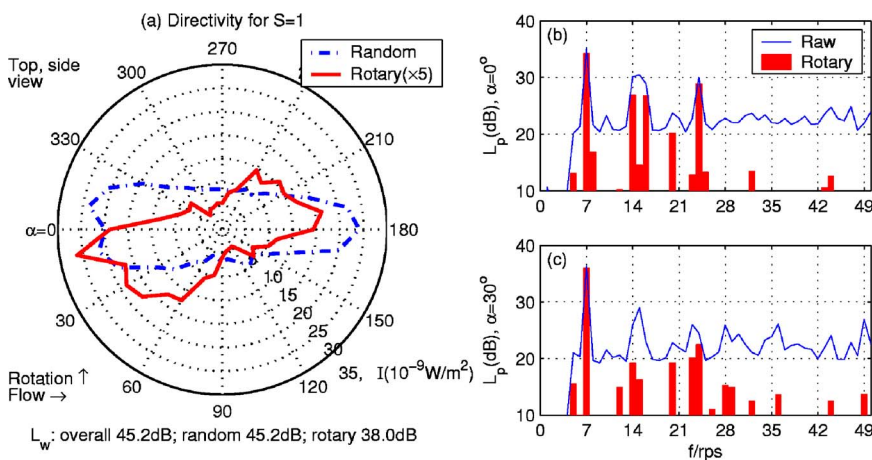 (a) Directivity for S=1
Top, side
view
Rotation ↑
Flow →
α=0
330
300
270
210
180
150
120
90
60
30
10
15
20
25
30
35, I(10⁻⁹W/m²)
Random
Rotary(×5)
L_w: overall 45.2dB; random 45.2dB; rotary 38.0dB
(b)
Raw
Rotary
L_p(dB), α=0°
40
30
20
10
0 7 14 21 28 35 42 49
(c)
L_p(dB), α=30°
40
30
20
10
0 7 14 21 28 35 42 49
f/rps